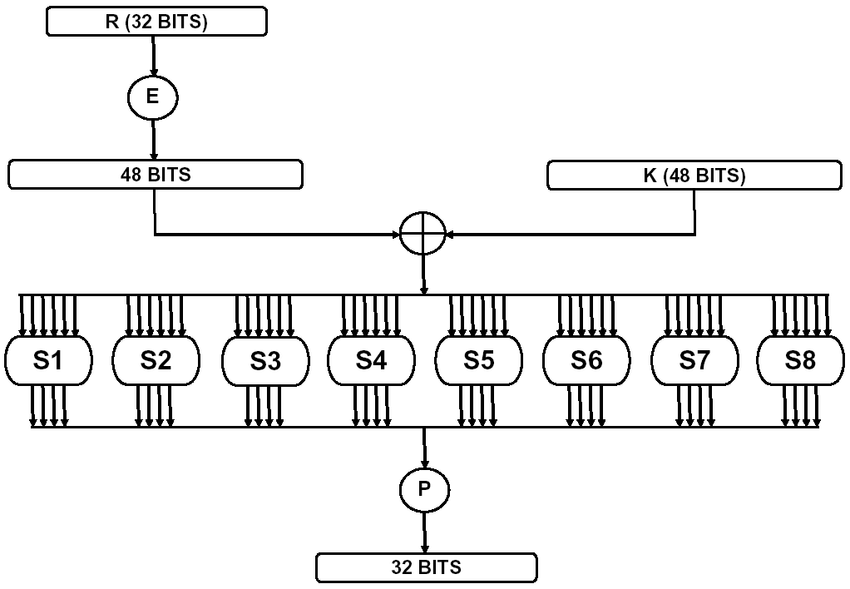 R (32 BITS)
E
48 BITS
K (48 BITS)
S1 S2 S3 S4 S5 S6 S7 S8
P
32 BITS